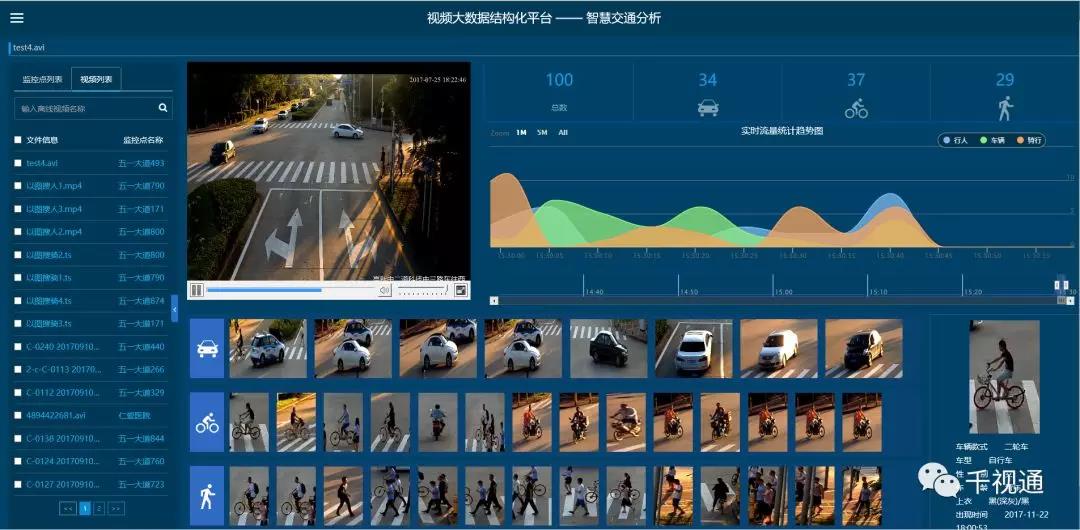 视频大数据结构化平台 —— 智慧交通分析
test4.avi
监控点列表 视频列表
输入离线视频名称
文件信息 监控点名称
test4.avi 五一大道493
以图搜人1.mp4 五一大道790
以图搜人3.mp4 五一大道171
以图搜人2.mp4 五一大道800
以图搜骑2.ts 五一大道800
以图搜骑1.ts 五一大道790
以图搜骑4.ts 五一大道874
以图搜骑3.ts 五一大道171
C-0240 20170910... 五一大道440
2-c-C-0113 20170... 五一大道266
C-0112 20170910... 五一大道329
4894422681.avi 仁爱医院
C-0138 20170910... 五一大道844
C-0124 20170910... 五一大道760
C-0127 20170910... 五一大道723
<< 1 2 >>
2017-07-25 18:22:46
100 34 37 29
总数
Zoom 1M 5M All
实时流量统计趋势图
行人 车辆 骑行
10
15:30:00 15:30:05 15:30:10 15:30:15 15:30:20 15:30:25 15:30:30 15:30:35 15:30:40 15:30:45 15:30:50 15:30:55
14:40 14:50 15:00 15:10 15:20 15:30
车辆款式 二轮车
车型 自行车
上衣 黑(深灰)/黑
出现时间 2017-11-22
18:00:53
千视通